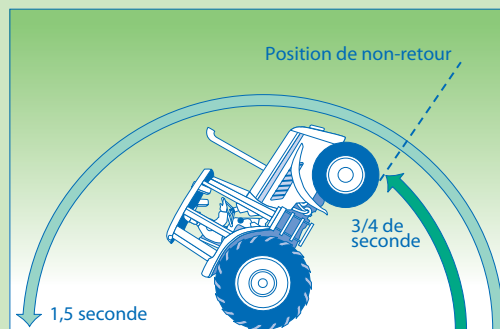 Position de non-retour
3/4 de
seconde
1,5 seconde